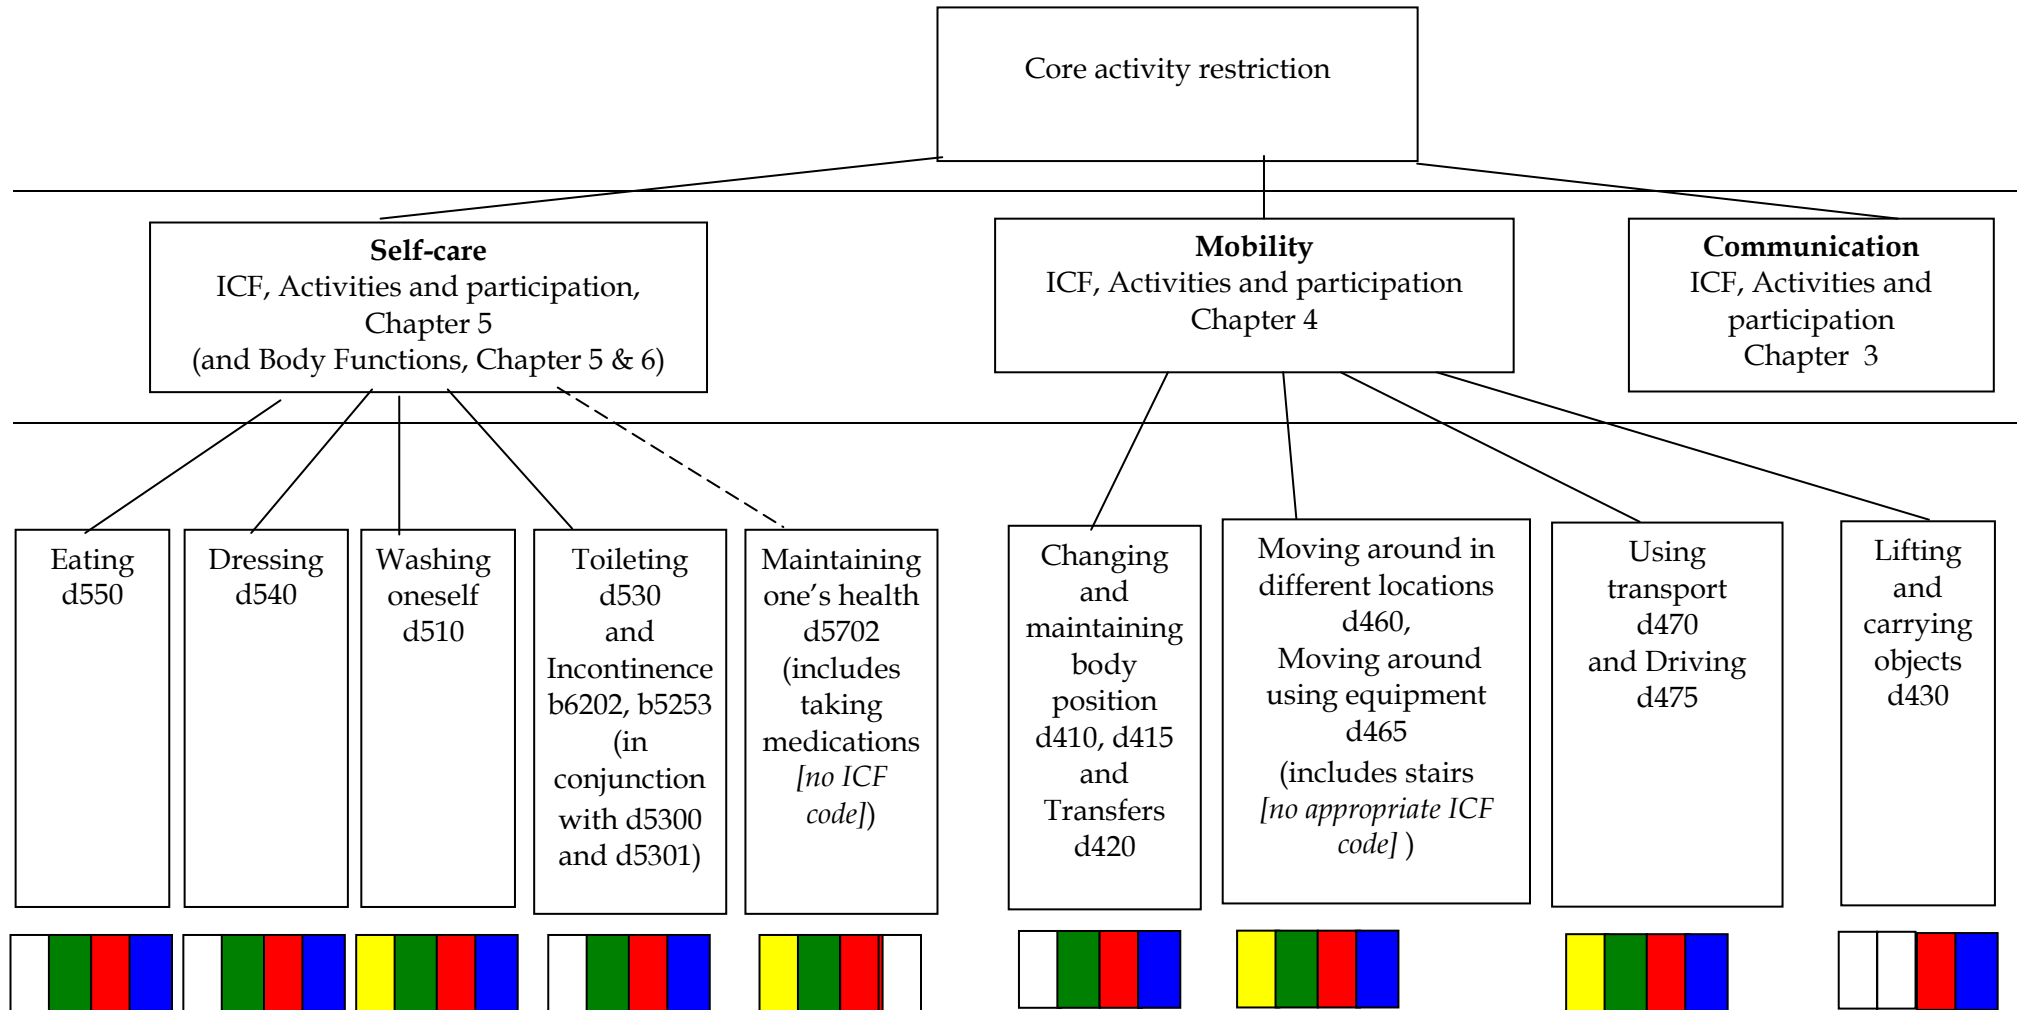 Core activity restriction
Self-care
ICF, Activities and participation,
Chapter 5
(and Body Functions, Chapter 5 & 6)
Mobility
ICF, Activities and participation
Chapter 4
Communication
ICF, Activities and
participation
Chapter 3
Eating
d550
Dressing
d540
Washing
oneself
d510
Toileting
d530
and
Incontinence
b6202, b5253
(in
conjunction
with d5300
and d5301)
Maintaining
one’s health
d5702
(includes
taking
medications
[no ICF
code])
Changing
and
maintaining
body
position
d410, d415
and
Transfers
d420
Moving around in
different locations
d460,
Moving around
using equipment
d465
(includes stairs
[no appropriate ICF
code] )
Using
transport
d470
and Driving
d475
Lifting
and
carrying
objects
d430